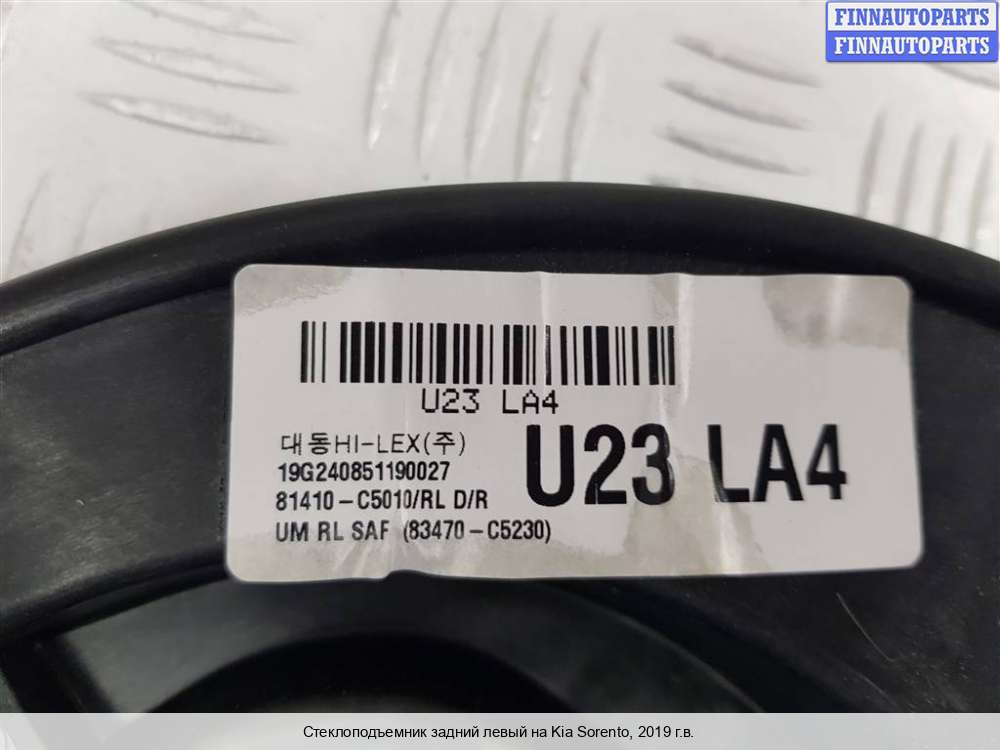 FINNAUTOPARTS
FINNAUTOPARTS
U23 LA4
대동HI-LEX(주)
19G240851190027
81410-C5010/RL D/R
UM RL SAF (83470-C5230)
U23 LA4
Стеклоподъемник задний левый на Kia Sorento, 2019 г.в.